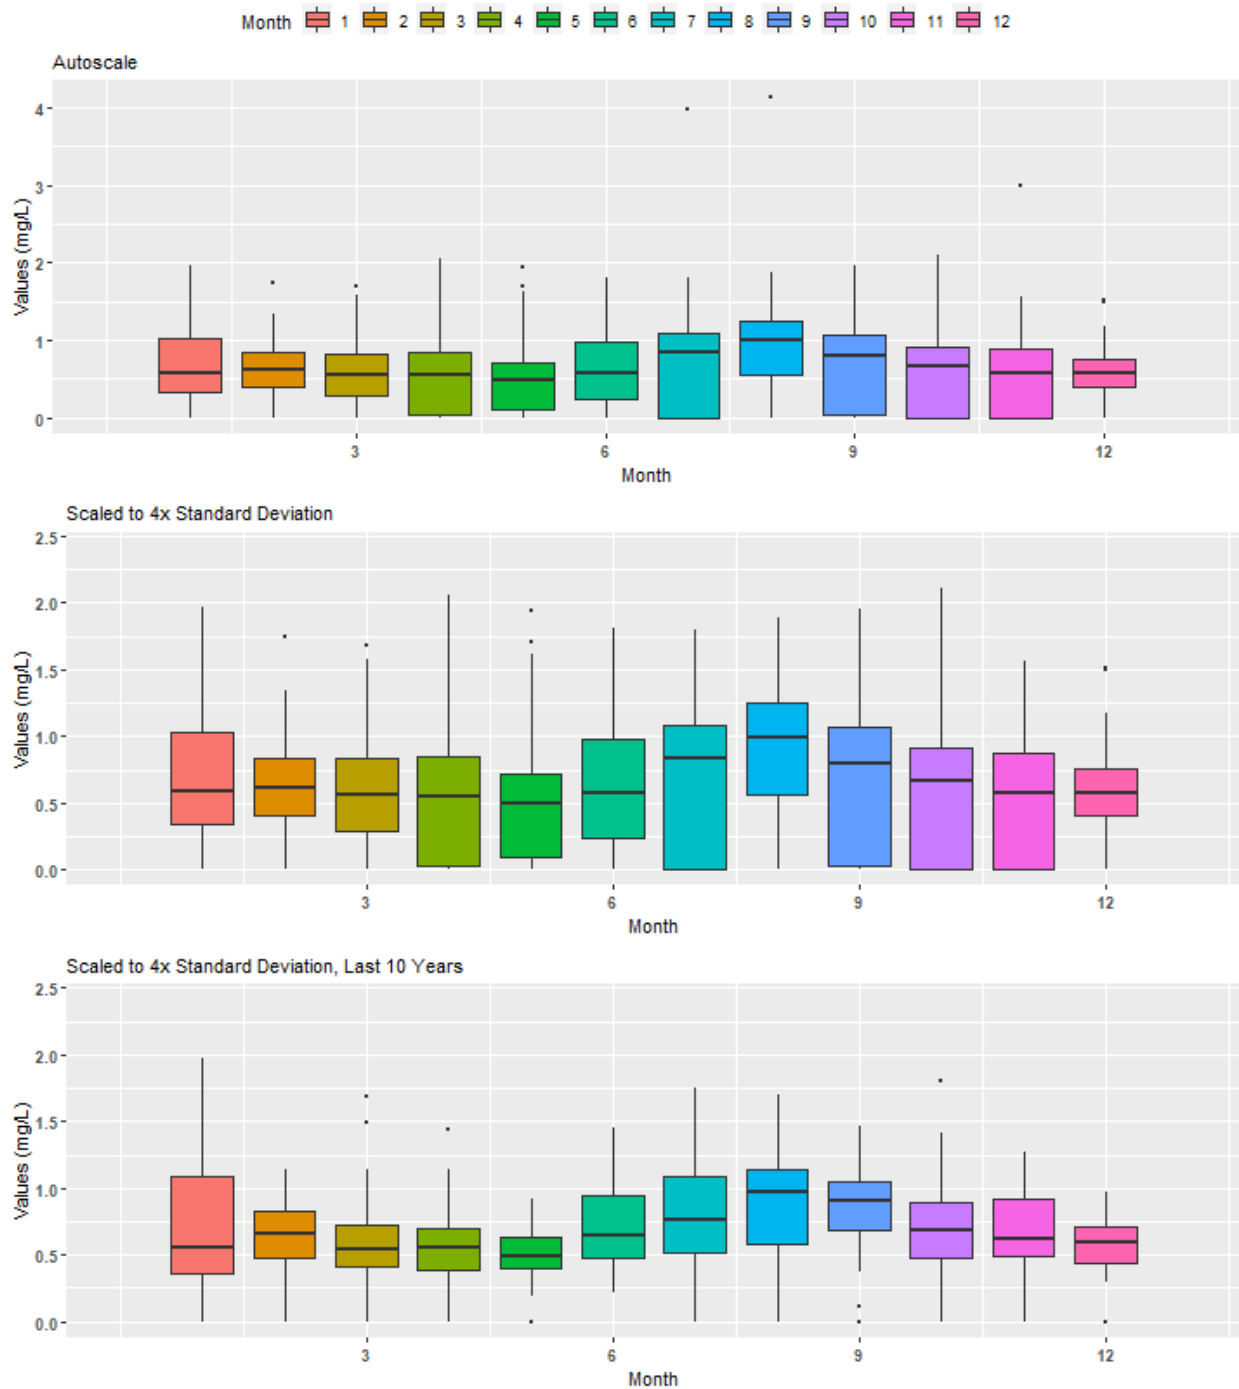 Month 1 2 3 4 5 6 7 8 9 10 11 12
Autoscale
Values (mg/L)
4
3
2
1
0
3 6 9 12
Month
Scaled to 4x Standard Deviation
Values (mg/L)
2.5
2.0
1.5
1.0
0.5
0.0
3 6 9 12
Month
Scaled to 4x Standard Deviation, Last 10 Years
Values (mg/L)
2.5
2.0
1.5
1.0
0.5
0.0
3 6 9 12
Month